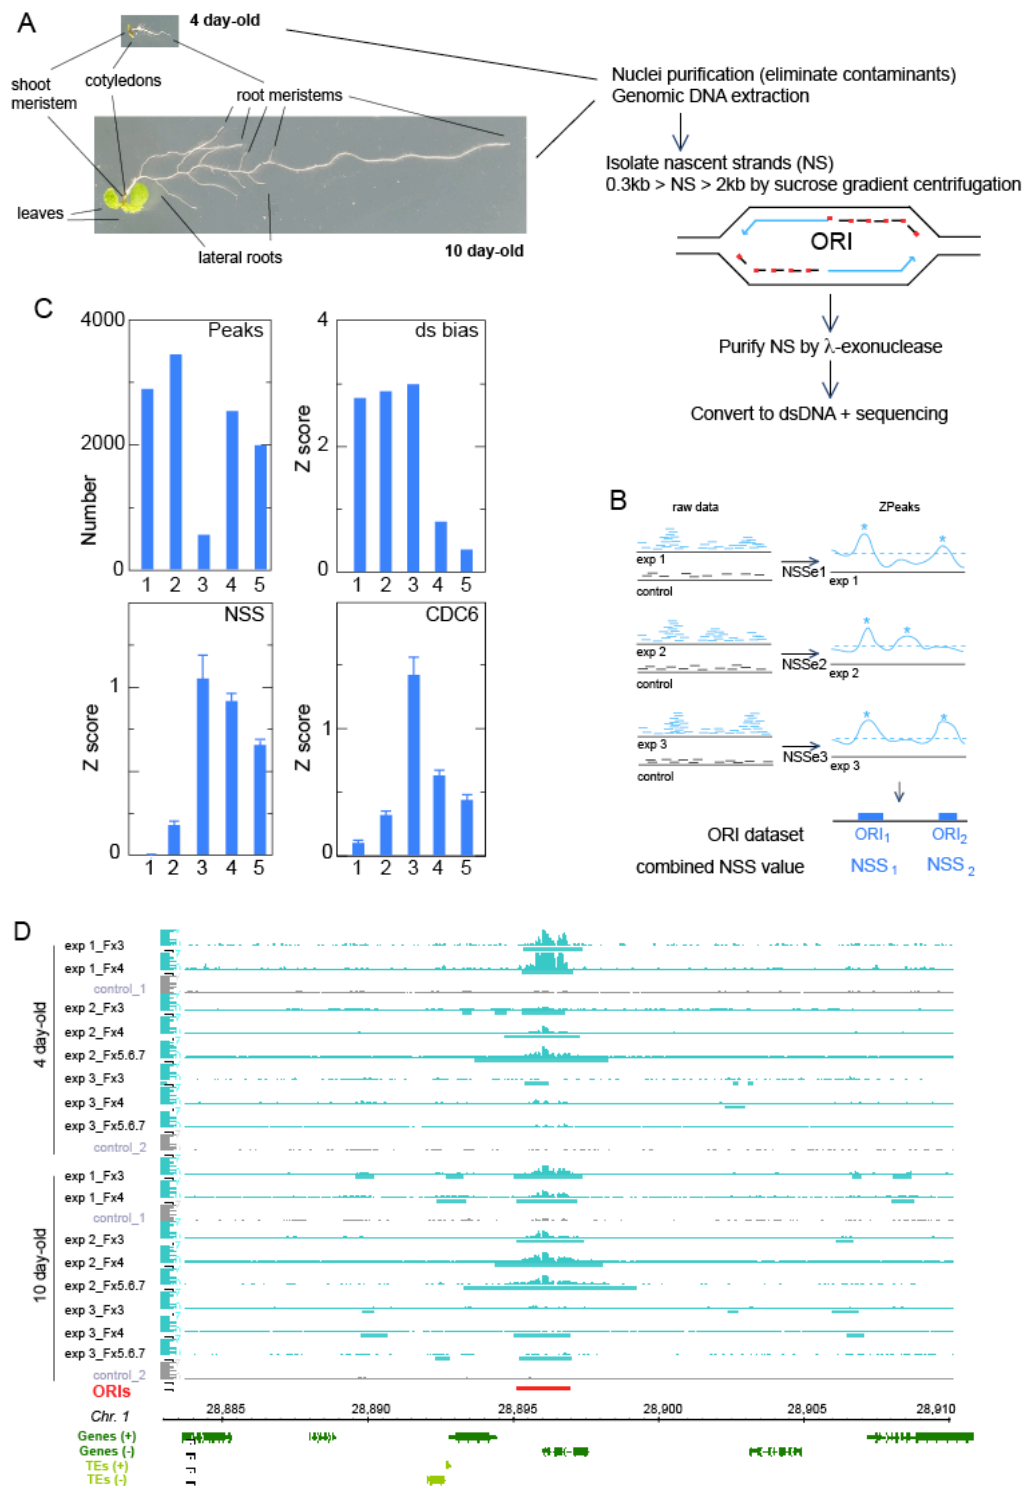 A
4 day-old
shoot
meristem
cotyledons
root meristems
leaves
lateral roots
10 day-old
Nuclei purification (eliminate contaminants)
Genomic DNA extraction
Isolate nascent strands (NS)
0.3kb > NS > 2kb by sucrose gradient centrifugation
ORI
Purify NS by λ-exonuclease
Convert to dsDNA + sequencing
C
Peaks
4000
2000
0
Number
1 2 3 4 5
ds bias
4
2
0
Z score
1 2 3 4 5
NSS
1
0
Z score
1 2 3 4 5
CDC6
1
0
Z score
1 2 3 4 5
B
raw data
ZPeaks
exp 1
control
NSSe1
exp 1
exp 2
control
NSSe2
exp 2
exp 3
control
NSSe3
exp 3
ORI dataset
ORI1
ORI2
combined NSS value
NSS 1
NSS 2
D
4 day-old
exp 1_Fx3
exp 1_Fx4
control_1
exp 2_Fx3
exp 2_Fx4
exp 2_Fx5.6.7
exp 3_Fx3
exp 3_Fx4
exp 3_Fx5.6.7
control_2
10 day-old
exp 1_Fx3
exp 1_Fx4
control_1
exp 2_Fx3
exp 2_Fx4
exp 2_Fx5.6.7
exp 3_Fx3
exp 3_Fx4
exp 3_Fx5.6.7
control_2
ORIs
Chr. 1
28,885 28,890 28,895 28,900 28,905 28,910
Genes (+)
Genes (-)
TEs (+)
TEs (-)